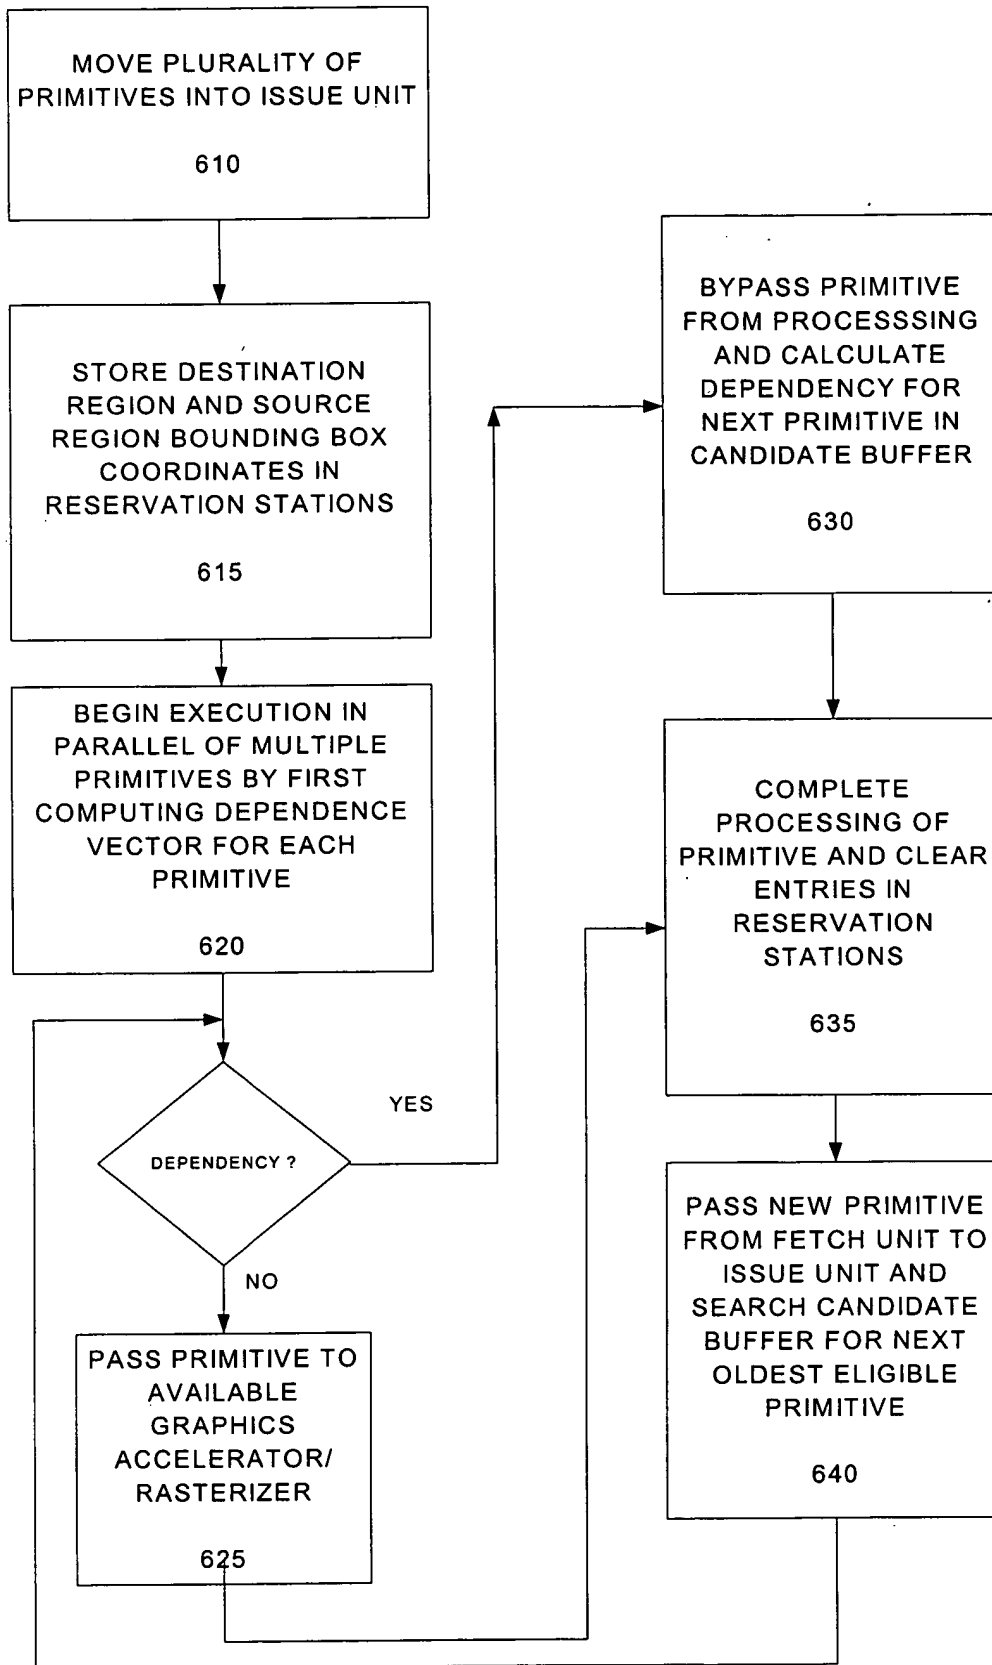 MOVE PLURALITY OF
PRIMITIVES INTO ISSUE UNIT
610
STORE DESTINATION
REGION AND SOURCE
REGION BOUNDING BOX
COORDINATES IN
RESERVATION STATIONS
615
BEGIN EXECUTION IN
PARALLEL OF MULTIPLE
PRIMITIVES BY FIRST
COMPUTING DEPENDENCE
VECTOR FOR EACH
PRIMITIVE
620
DEPENDENCY ?
YES
NO
PASS PRIMITIVE TO
AVAILABLE
GRAPHICS
ACCELERATOR/
RASTERIZER
625
BYPASS PRIMITIVE
FROM PROCESSSING
AND CALCULATE
DEPENDENCY FOR
NEXT PRIMITIVE IN
CANDIDATE BUFFER
630
COMPLETE
PROCESSING OF
PRIMITIVE AND CLEAR
ENTRIES IN
RESERVATION
STATIONS
635
PASS NEW PRIMITIVE
FROM FETCH UNIT TO
ISSUE UNIT AND
SEARCH CANDIDATE
BUFFER FOR NEXT
OLDEST ELIGIBLE
PRIMITIVE
640